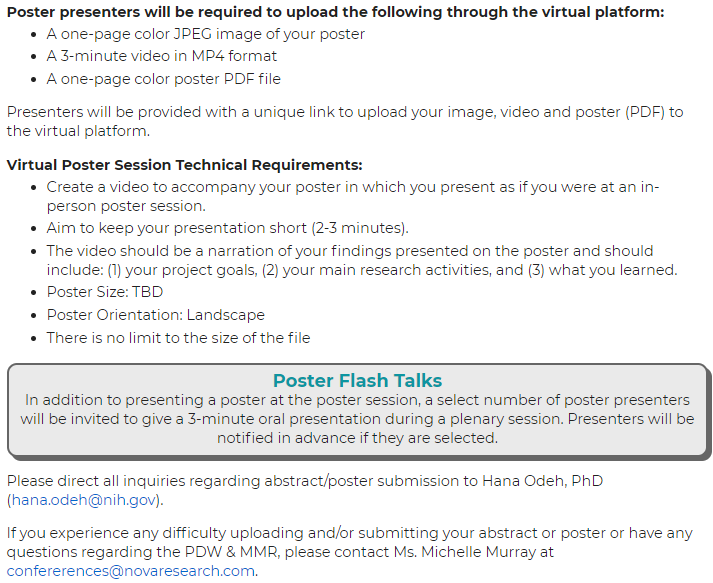 Poster presenters will be required to upload the following through the virtual platform:
• A one-page color JPEG image of your poster
• A 3-minute video in MP4 format
• A one-page color poster PDF file
Presenters will be provided with a unique link to upload your image, video and poster (PDF) to
the virtual platform.
Virtual Poster Session Technical Requirements:
• Create a video to accompany your poster in which you present as if you were at an in-
person poster session.
• Aim to keep your presentation short (2-3 minutes).
• The video should be a narration of your findings presented on the poster and should
include: (1) your project goals, (2) your main research activities, and (3) what you learned.
• Poster Size: TBD
• Poster Orientation: Landscape
• There is no limit to the size of the file
Poster Flash Talks
In addition to presenting a poster at the poster session, a select number of poster presenters
will be invited to give a 3-minute oral presentation during a plenary session. Presenters will be
notified in advance if they are selected.
Please direct all inquiries regarding abstract/poster submission to Hana Odeh, PhD
(hana.odeh@nih.gov).
If you experience any difficulty uploading and/or submitting your abstract or poster or have any
questions regarding the PDW & MMR, please contact Ms. Michelle Murray at
confererences@novaresearch.com.